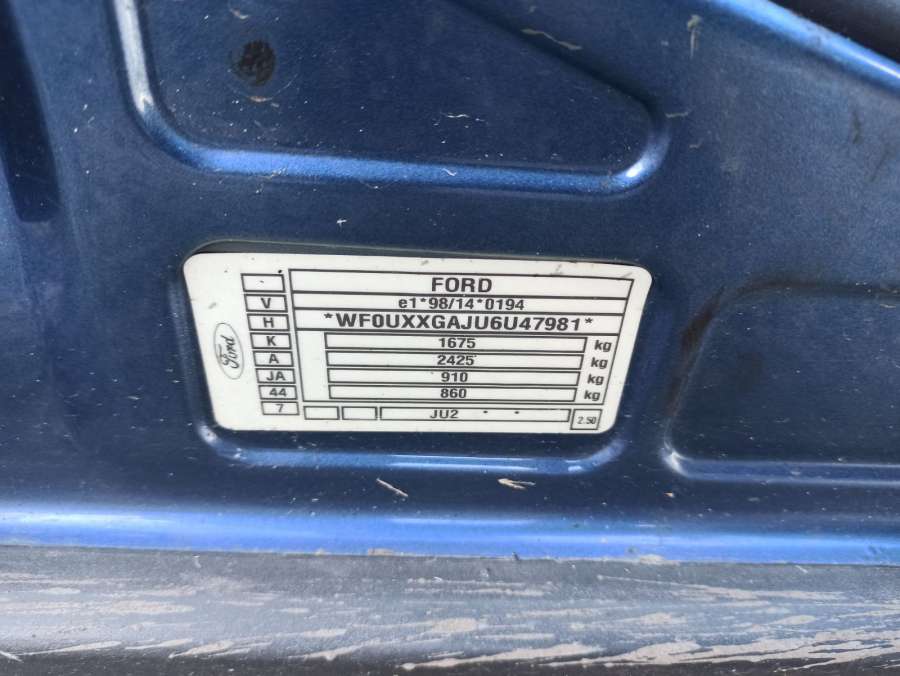 FORD
V e1*98/14*0194
H *WF0UXXGAJU6U47981*
K 1675 kg
A 2425 kg
JA 910 kg
44 860 kg
7 JU2 - - 2.50
Ford